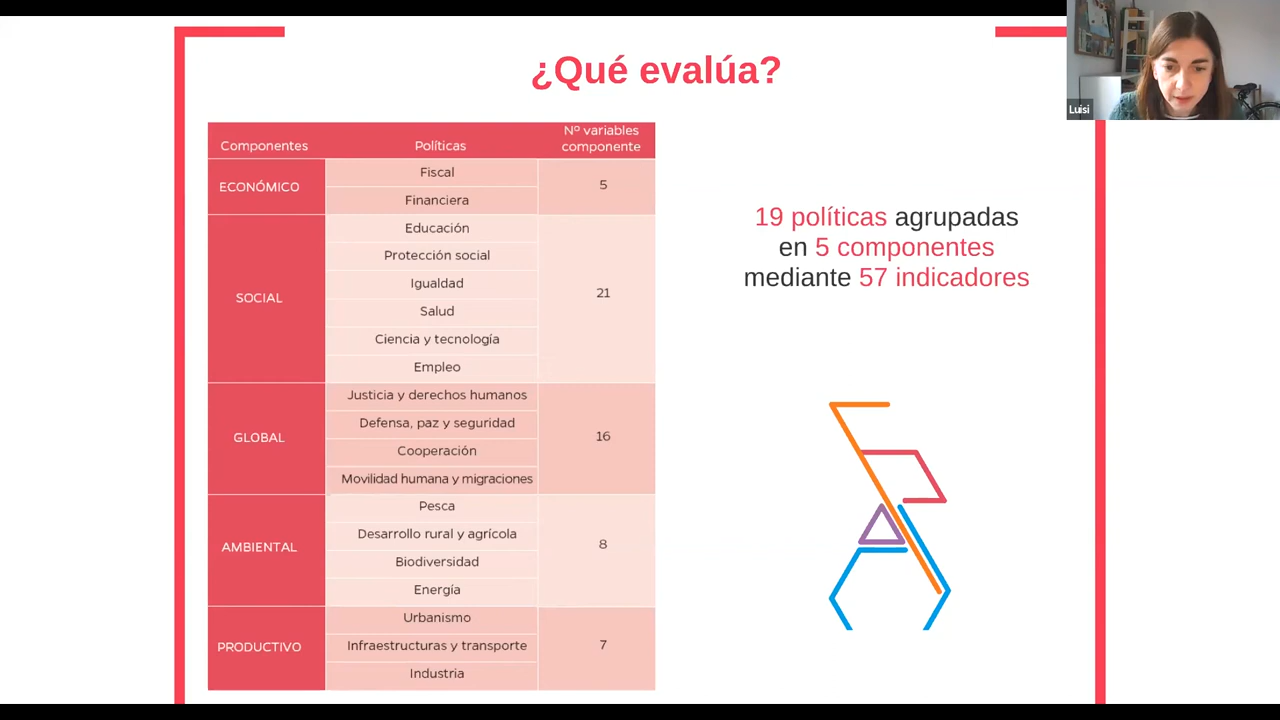 ¿Qué evalúa?
Luisi
Componentes Políticas Nº variables
componente
ECONÓMICO
Fiscal
Financiera
5
SOCIAL
Educación
Protección social
Igualdad
Salud
Ciencia y tecnología
Empleo
21
GLOBAL
Justicia y derechos humanos
Defensa, paz y seguridad
Cooperación
Movilidad humana y migraciones
16
AMBIENTAL
Pesca
Desarrollo rural y agrícola
Biodiversidad
Energía
8
PRODUCTIVO
Urbanismo
Infraestructuras y transporte
Industria
7
19 políticas agrupadas
en 5 componentes
mediante 57 indicadores